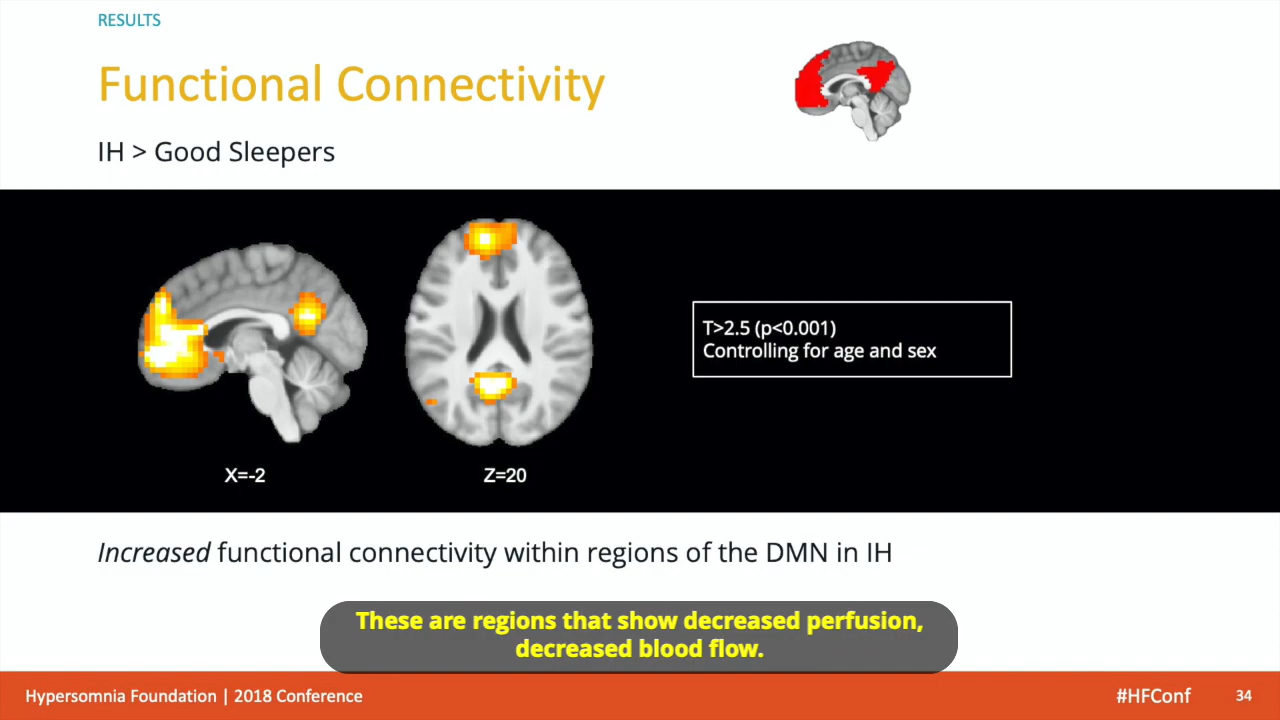 RESULTS
Functional Connectivity
IH > Good Sleepers
T>2.5 (p<0.001)
Controlling for age and sex
X=-2
Z=20
Increased functional connectivity within regions of the DMN in IH
These are regions that show decreased perfusion,
decreased blood flow.
Hypersomnia Foundation | 2018 Conference
#HFConf
34